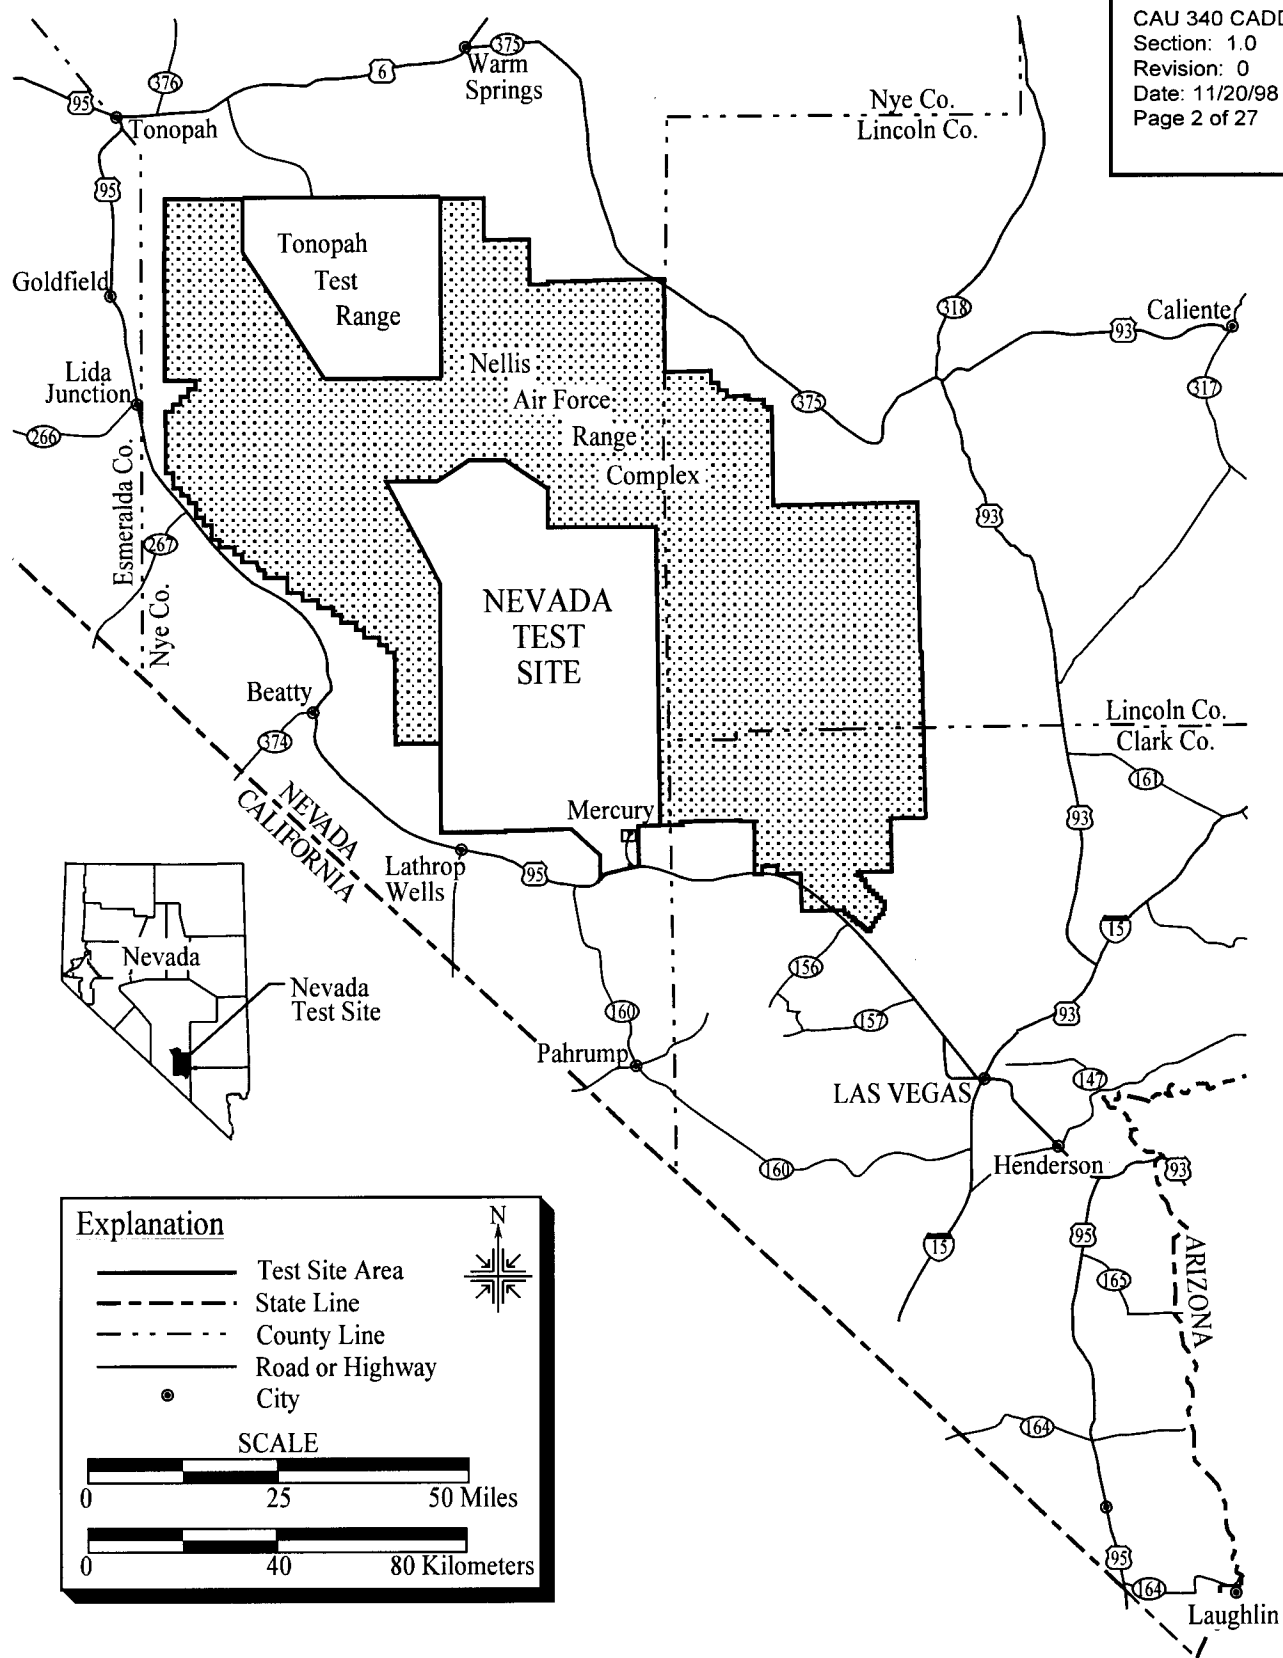 CAU 340 CADD
Section: 1.0
Revision: 0
Date: 11/20/98
Page 2 of 27
375
Warm
Springs
6
376
95
Tonopah
Nye Co.
Lincoln Co.
95
Tonopah
Test
Range
Goldfield
318
Caliente
93
Nellis
Air Force
Range
Complex
Lida
Junction
375
317
266
Esmeralda Co.
Nye Co.
267
93
NEVADA
TEST
SITE
Beatty
374
Lincoln Co.
Clark Co.
161
NEVADA
CALIFORNIA
Mercury
93
Lathrop
Wells
95
15
Nevada
Nevada
Test Site
156
157
160
93
Pahrump
LAS VEGAS
147
160
Henderson
93
15
95
165
ARIZONA
164
95
164
Laughlin
Explanation
N
Test Site Area
State Line
County Line
Road or Highway
City
SCALE
0 25 50 Miles
0 40 80 Kilometers